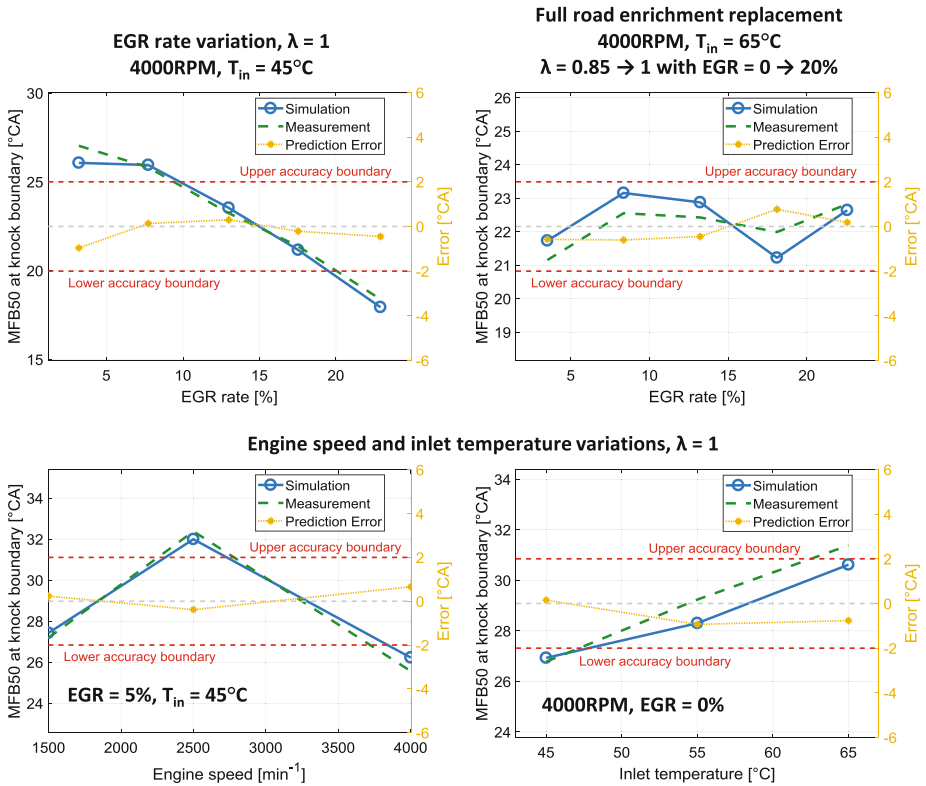 EGR rate variation, λ = 1
4000RPM, Tin = 45°C
30
25
20
15
MFB50 at knock boundary [°CA]
Simulation
Measurement
Prediction Error
Upper accuracy boundary
Lower accuracy boundary
6
4
2
0
-2
-4
-6
Error [°CA]
5
10
15
20
EGR rate [%]
Full road enrichment replacement
4000RPM, Tin = 65°C
λ = 0.85 → 1 with EGR = 0 → 20%
26
25
24
23
22
21
20
19
MFB50 at knock boundary [°CA]
Simulation
Measurement
Prediction Error
Upper accuracy boundary
Lower accuracy boundary
6
4
2
0
-2
-4
-6
Error [°CA]
5
10
15
20
EGR rate [%]
Engine speed and inlet temperature variations, λ = 1
34
32
30
28
26
24
MFB50 at knock boundary [°CA]
Simulation
Measurement
Prediction Error
Upper accuracy boundary
Lower accuracy boundary
EGR = 5%, Tin = 45°C
6
4
2
0
-2
-4
-6
Error [°CA]
1500
2000
2500
3000
3500
4000
Engine speed [min-1]
34
32
30
28
26
24
MFB50 at knock boundary [°CA]
Simulation
Measurement
Prediction Error
Upper accuracy boundary
Lower accuracy boundary
4000RPM, EGR = 0%
6
4
2
0
-2
-4
-6
Error [°CA]
45
50
55
60
65
Inlet temperature [°C]